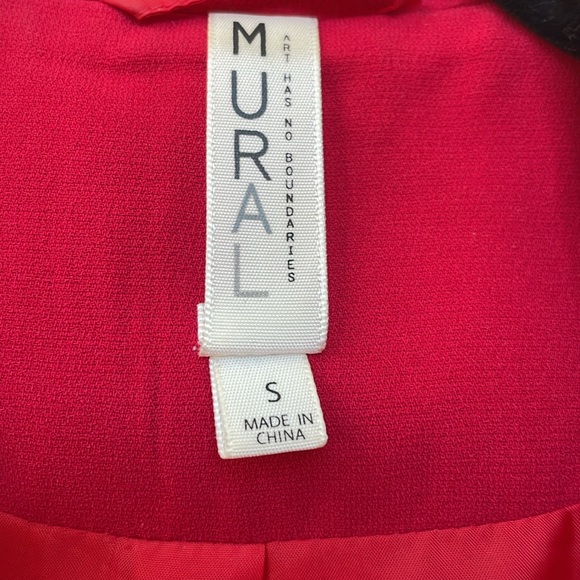 MURAL
ART HAS NO BOUNDARIES
S
MADE IN
CHINA